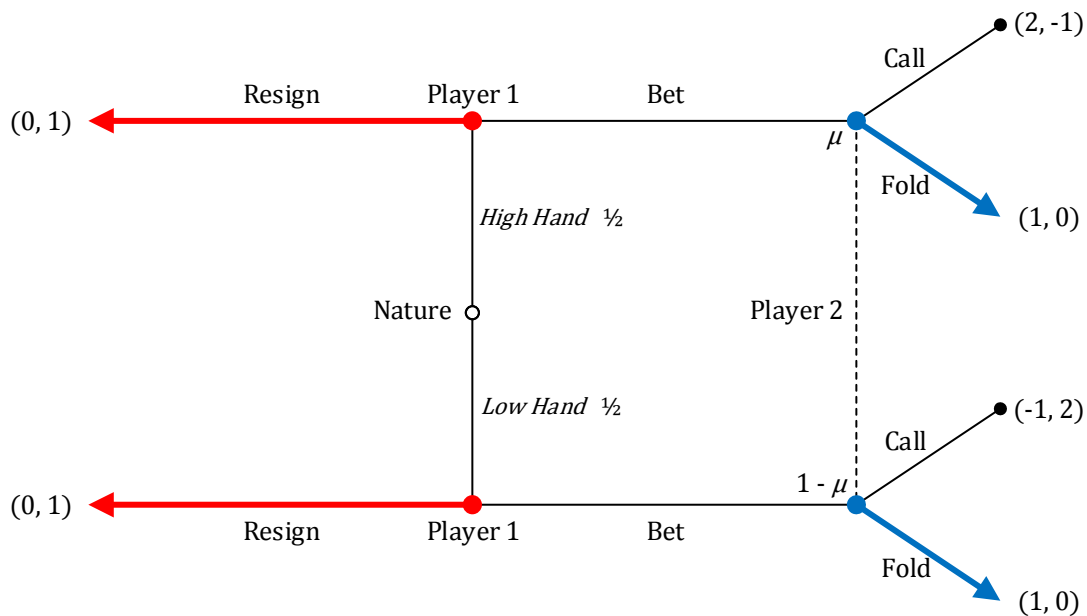 (2, -1)
Call
Resign Player 1 Bet
(0, 1)
μ
Fold
(1, 0)
High Hand ½
Nature Player 2
Low Hand ½
(-1, 2)
Call
1 - μ
(0, 1)
Resign Player 1 Bet
Fold
(1, 0)